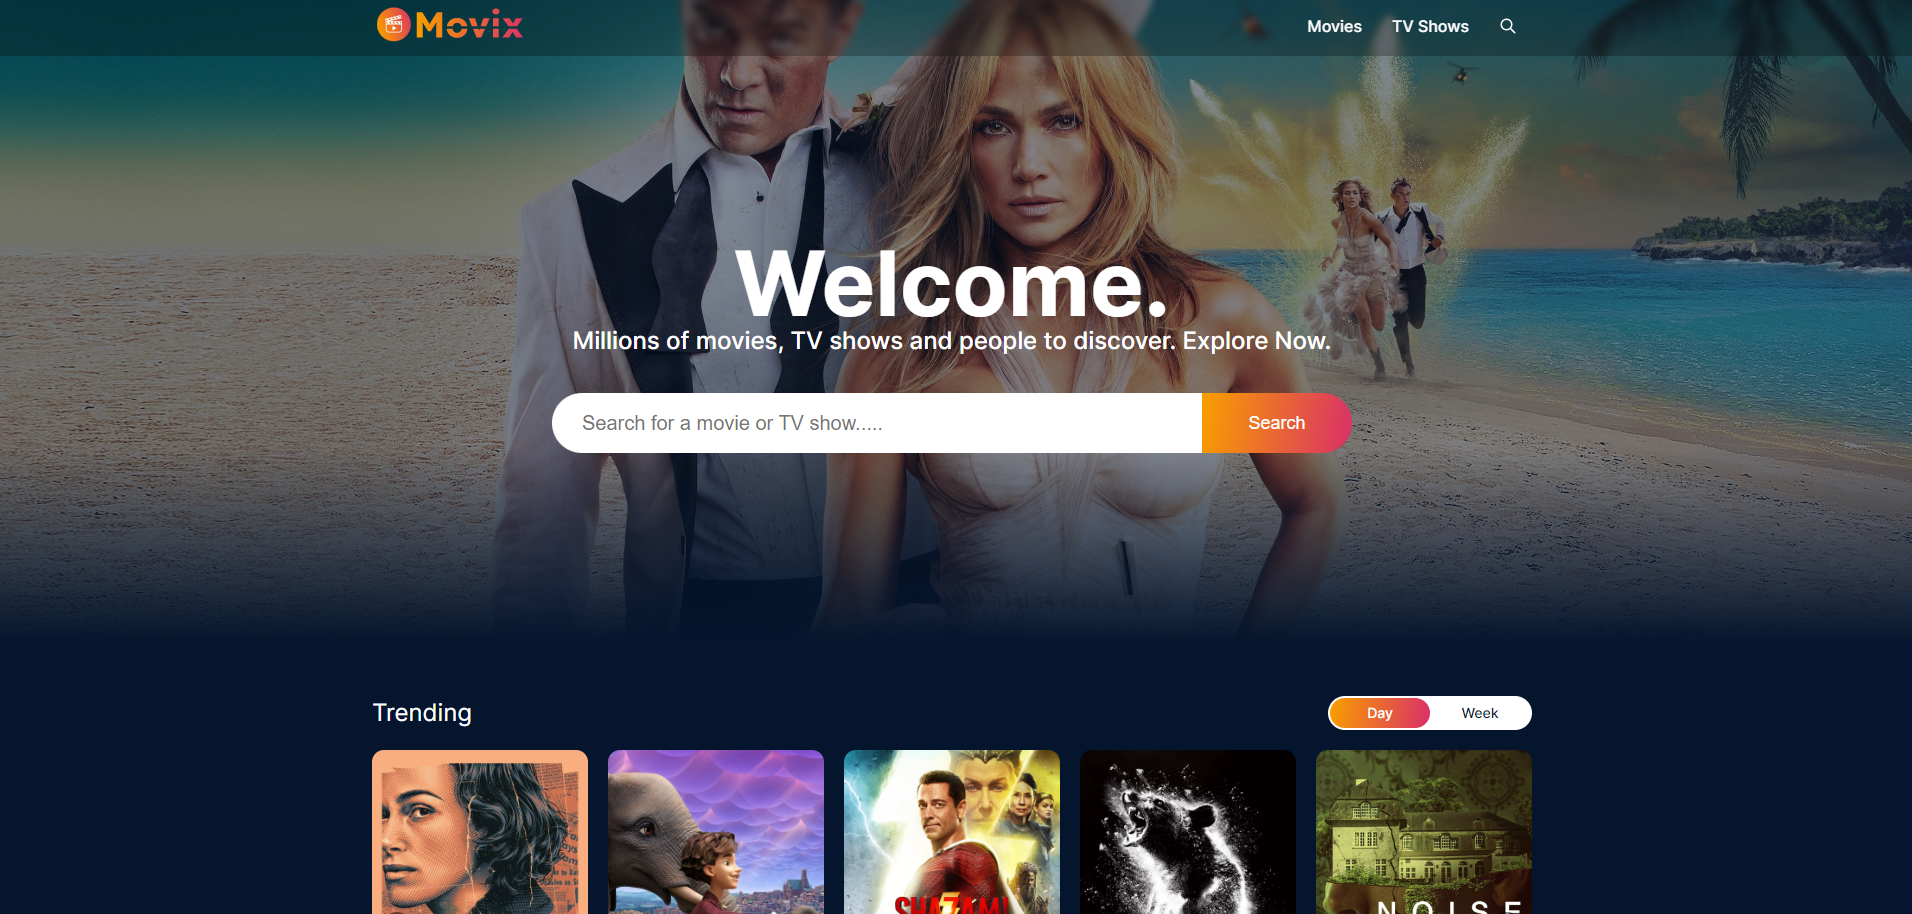 Movix
Movies
TV Shows
Welcome.
Millions of movies, TV shows and people to discover. Explore Now.
Search for a movie or TV show.....
Search
Trending
Day
Week
SHAZAM!
NOISE